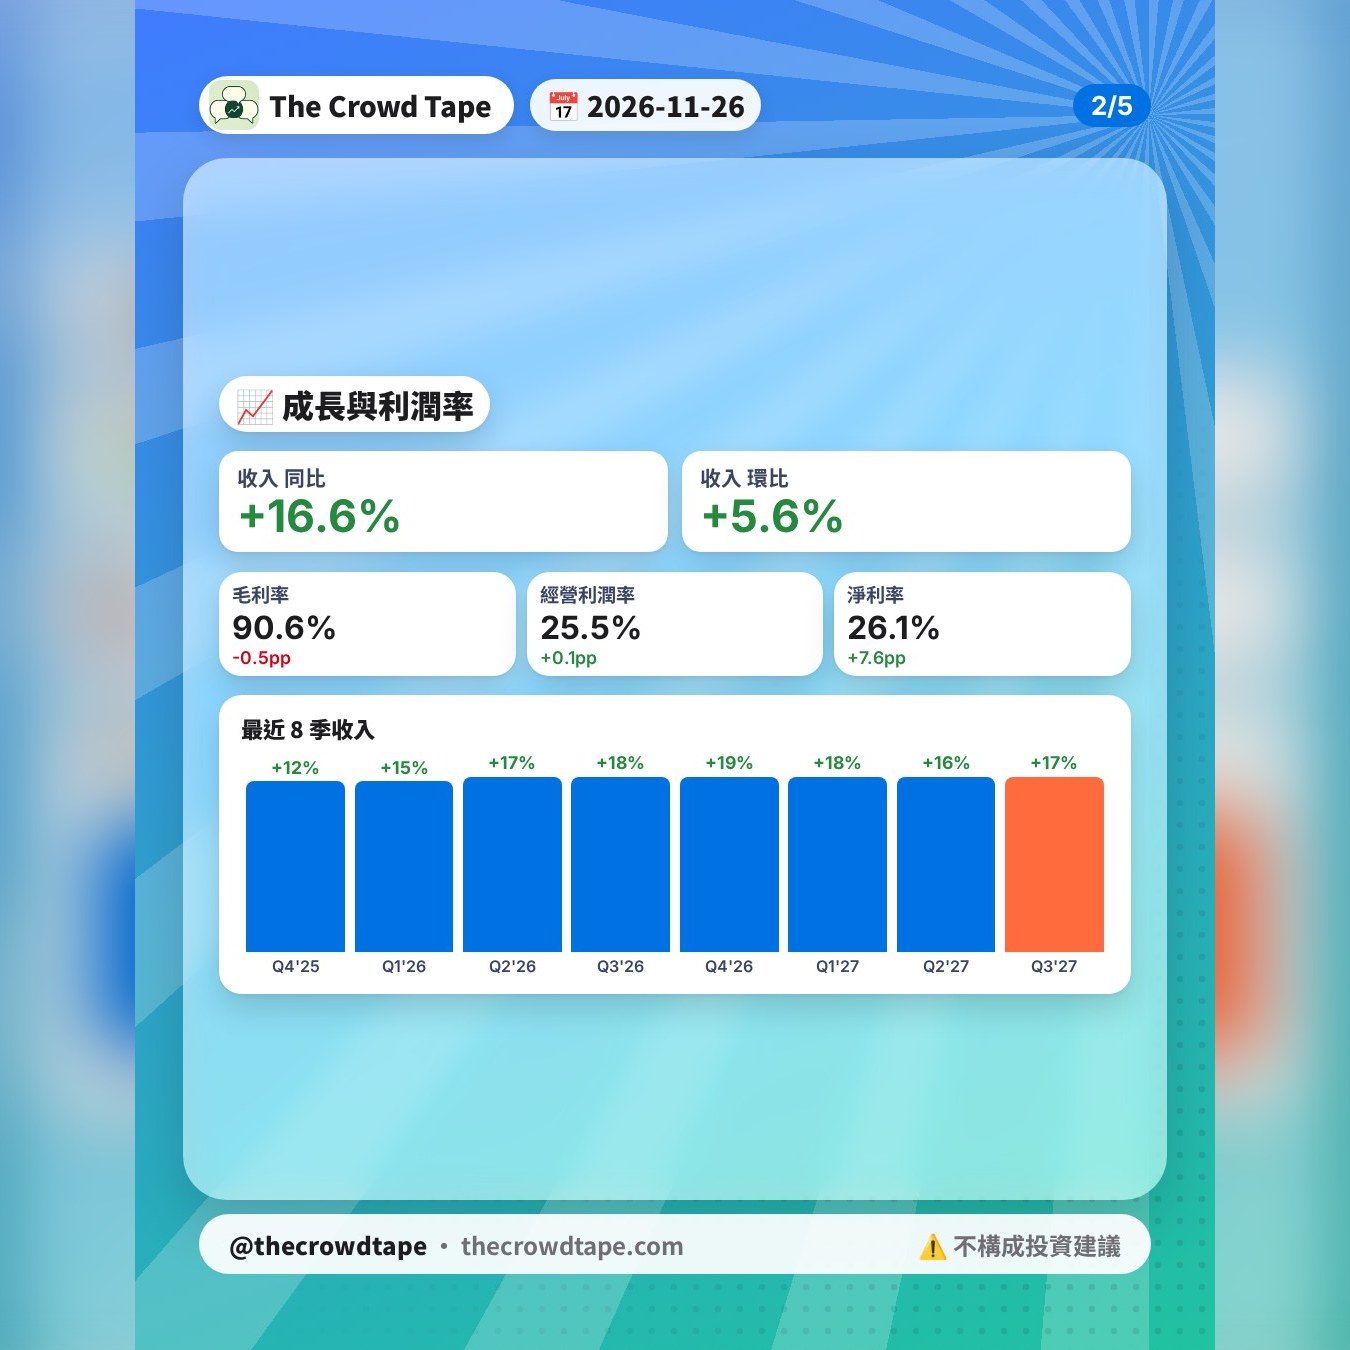 The Crowd Tape
2026-11-26
2/5
成長與利潤率
收入 同比
+16.6%
收入 環比
+5.6%
毛利率
90.6%
-0.5pp
經營利潤率
25.5%
+0.1pp
淨利率
26.1%
+7.6pp
最近 8 季收入
+12% +15% +17% +18% +19% +18% +16% +17%
Q4'25 Q1'26 Q2'26 Q3'26 Q4'26 Q1'27 Q2'27 Q3'27
@thecrowdtape • thecrowdtape.com
⚠️ 不構成投資建議